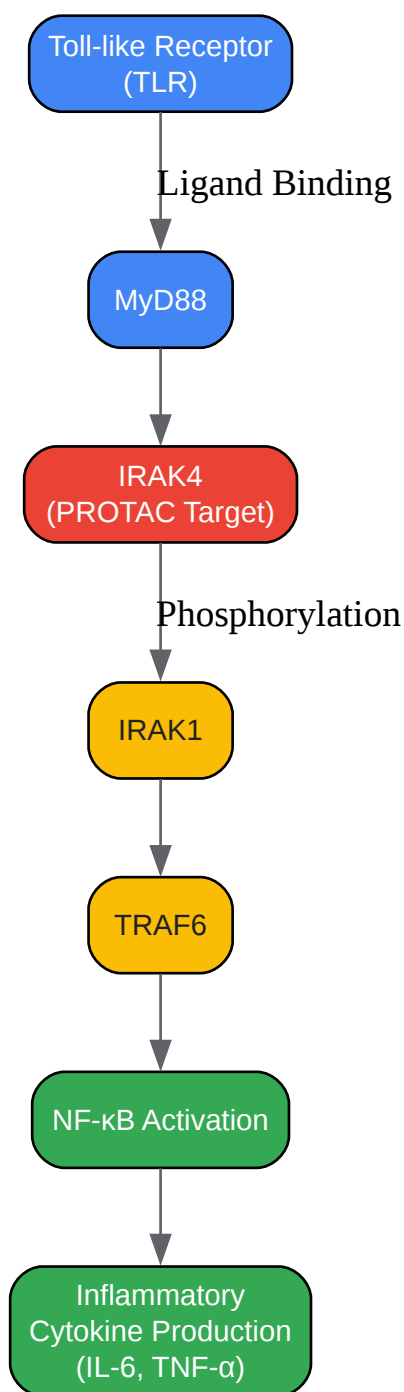 Toll-like Receptor
(TLR)
Ligand Binding
MyD88
IRAK4
(PROTAC Target)
Phosphorylation
IRAK1
TRAF6
NF-κB Activation
Inflammatory
Cytokine Production
(IL-6, TNF-α)